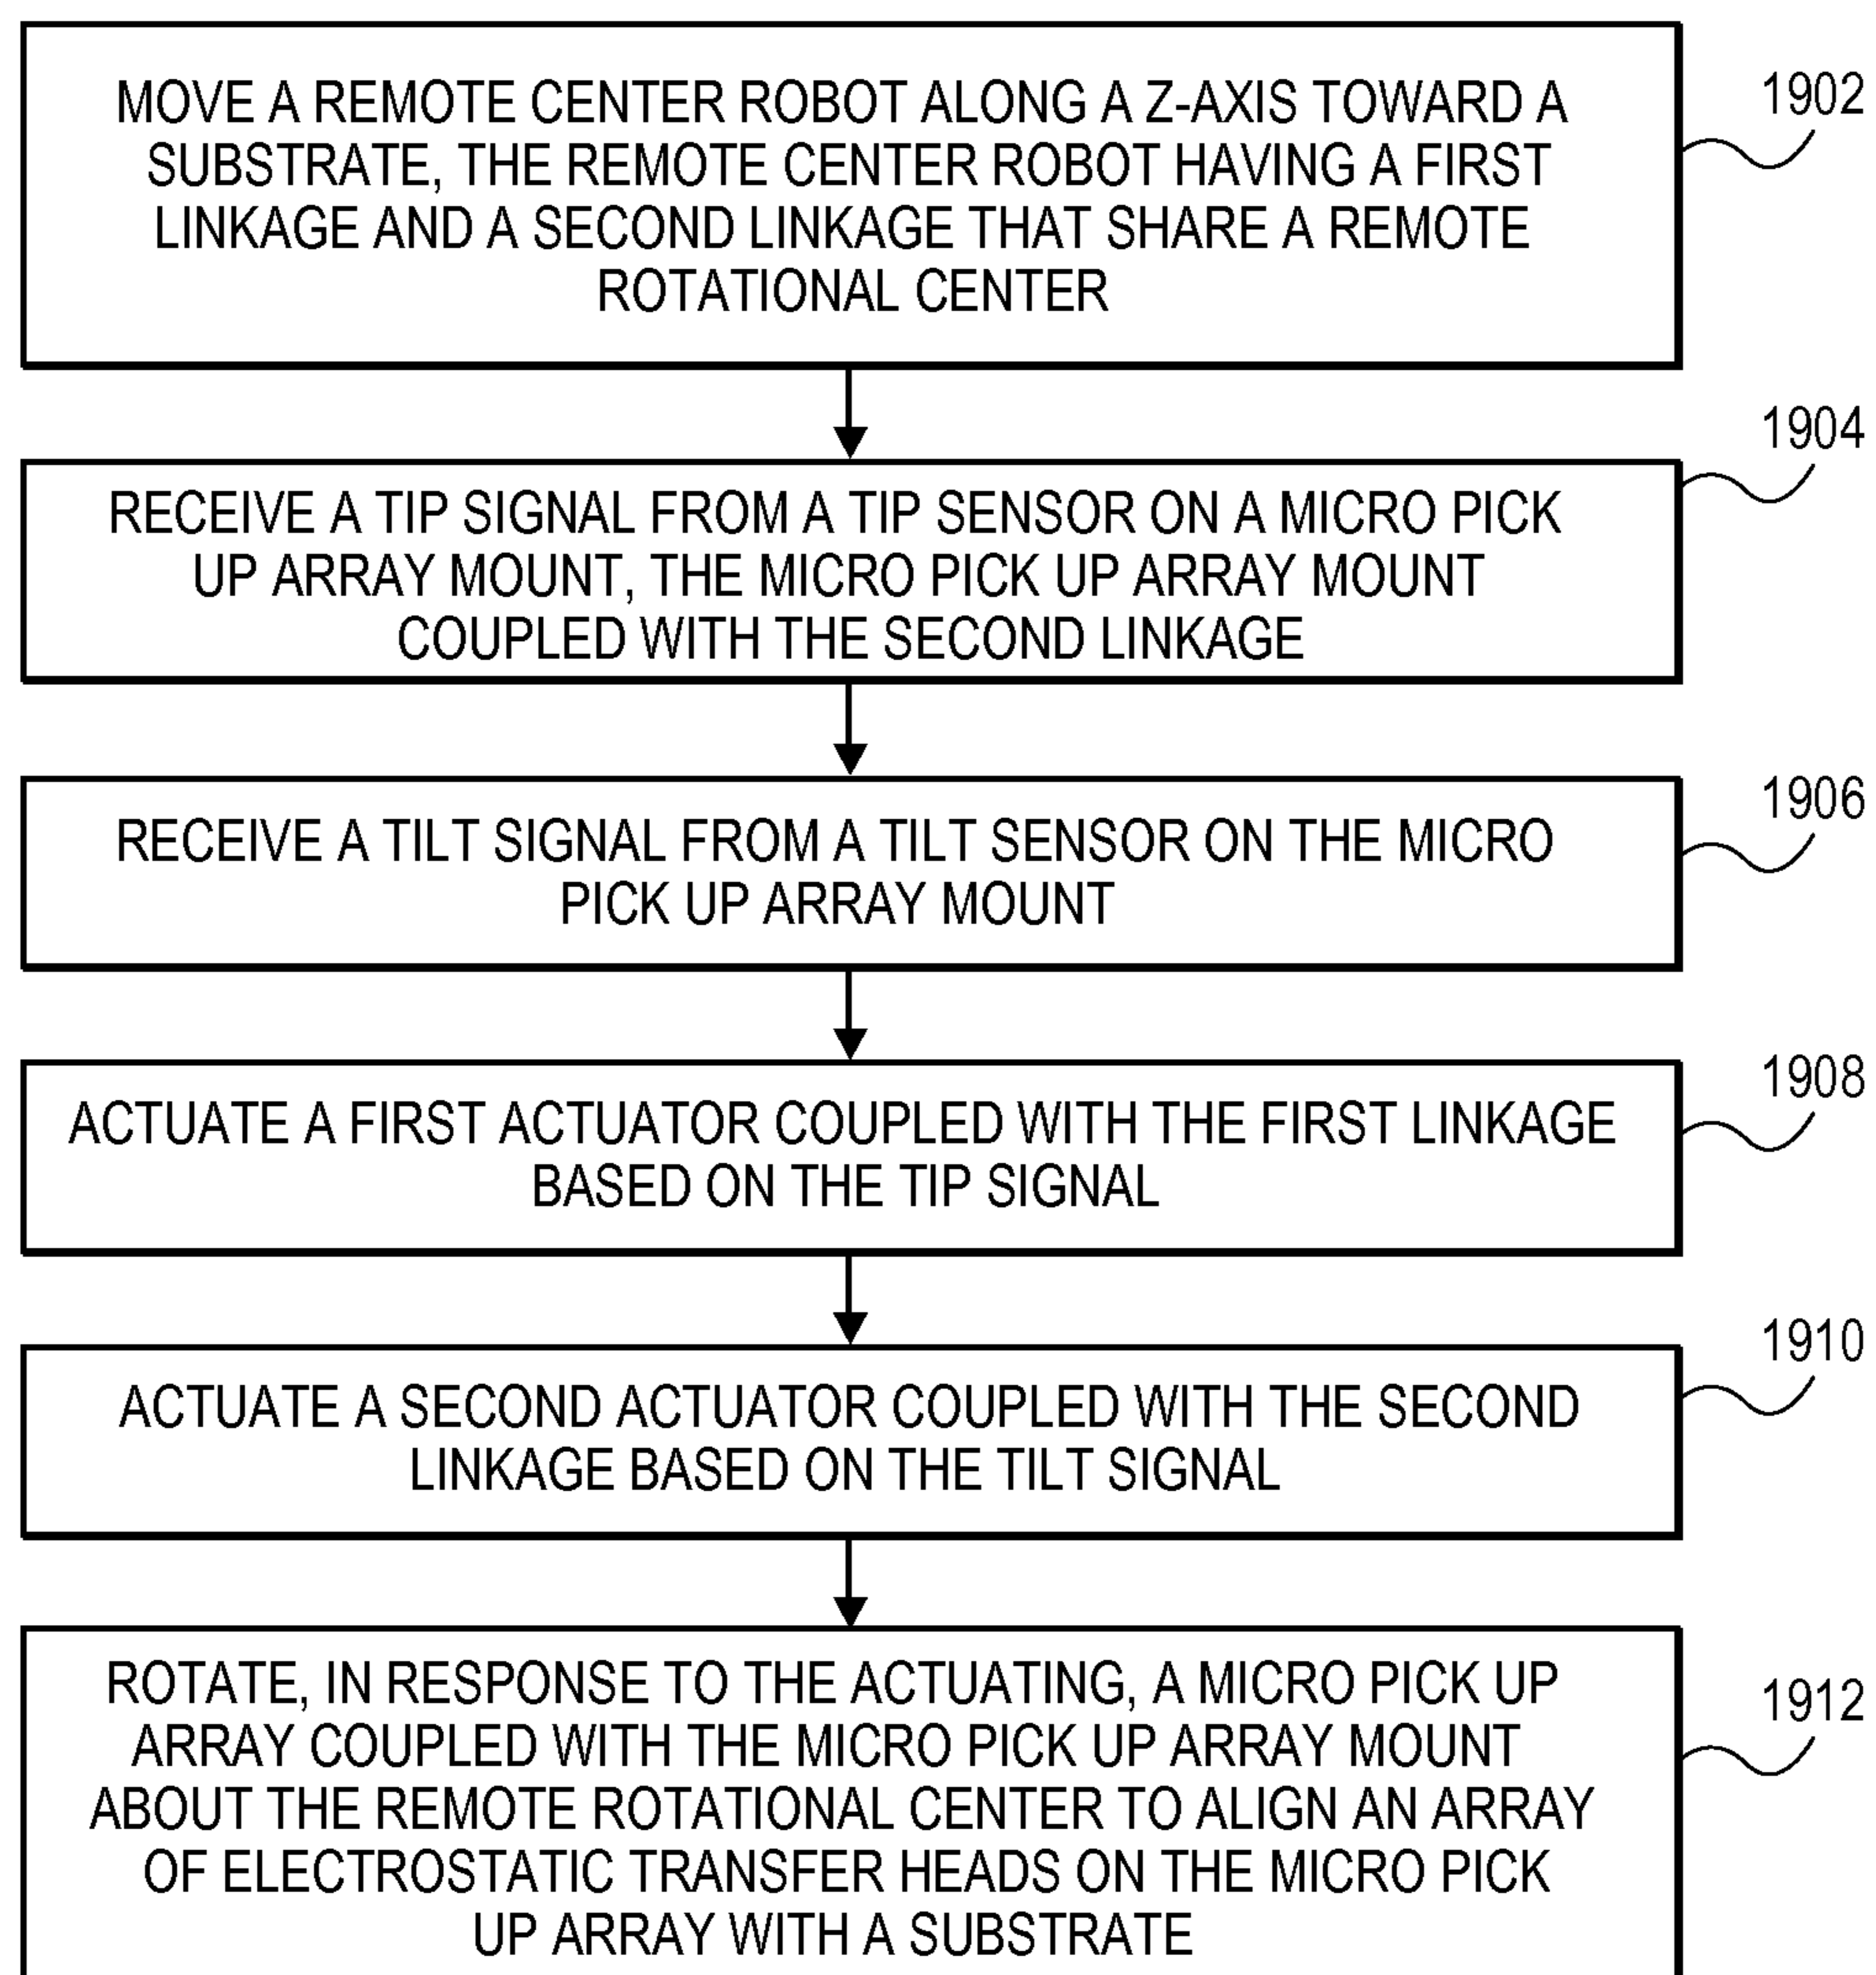 MOVE A REMOTE CENTER ROBOT ALONG A Z-AXIS TOWARD A
SUBSTRATE, THE REMOTE CENTER ROBOT HAVING A FIRST
LINKAGE AND A SECOND LINKAGE THAT SHARE A REMOTE
ROTATIONAL CENTER
1902
RECEIVE A TIP SIGNAL FROM A TIP SENSOR ON A MICRO PICK
UP ARRAY MOUNT, THE MICRO PICK UP ARRAY MOUNT
COUPLED WITH THE SECOND LINKAGE
1904
RECEIVE A TILT SIGNAL FROM A TILT SENSOR ON THE MICRO
PICK UP ARRAY MOUNT
1906
ACTUATE A FIRST ACTUATOR COUPLED WITH THE FIRST LINKAGE
BASED ON THE TIP SIGNAL
1908
ACTUATE A SECOND ACTUATOR COUPLED WITH THE SECOND
LINKAGE BASED ON THE TILT SIGNAL
1910
ROTATE, IN RESPONSE TO THE ACTUATING, A MICRO PICK UP
ARRAY COUPLED WITH THE MICRO PICK UP ARRAY MOUNT
ABOUT THE REMOTE ROTATIONAL CENTER TO ALIGN AN ARRAY
OF ELECTROSTATIC TRANSFER HEADS ON THE MICRO PICK
UP ARRAY WITH A SUBSTRATE
1912